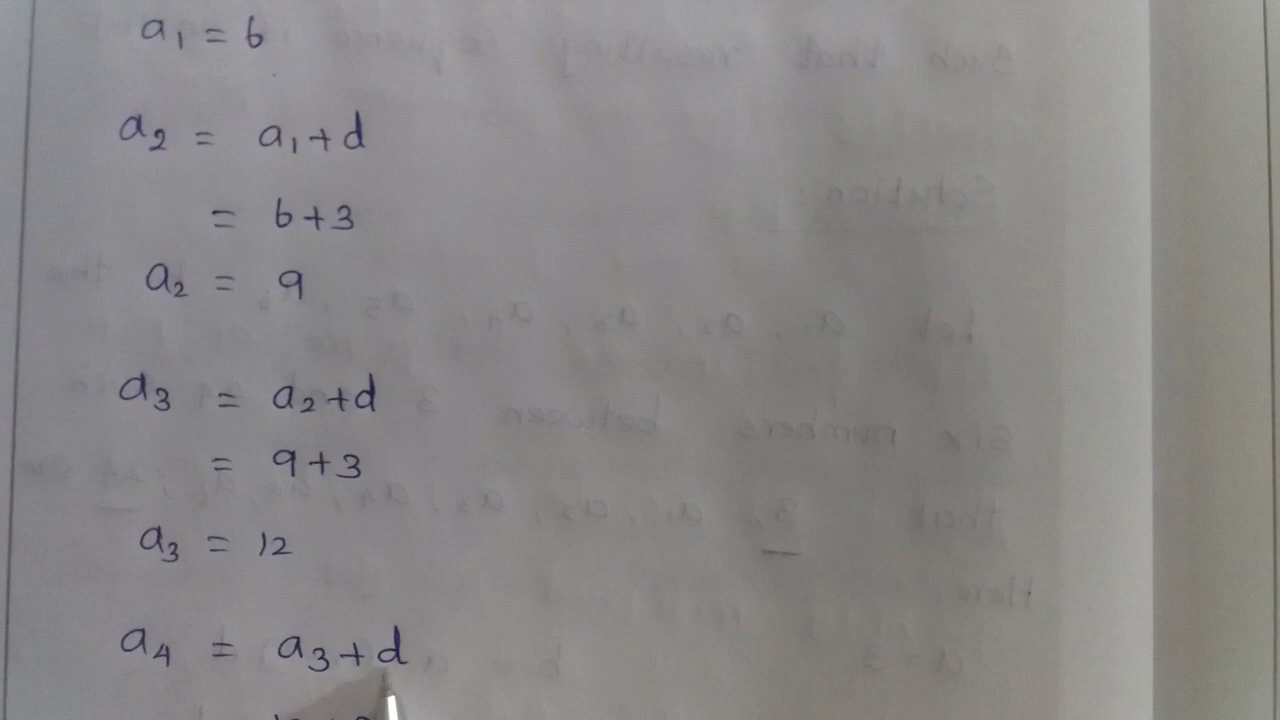 a₁ = 6
a₂ = a₁+d
= 6+3
a₂ = 9
a₃ = a₂+d
= 9+3
a₃ = 12
a₄ = a₃+d